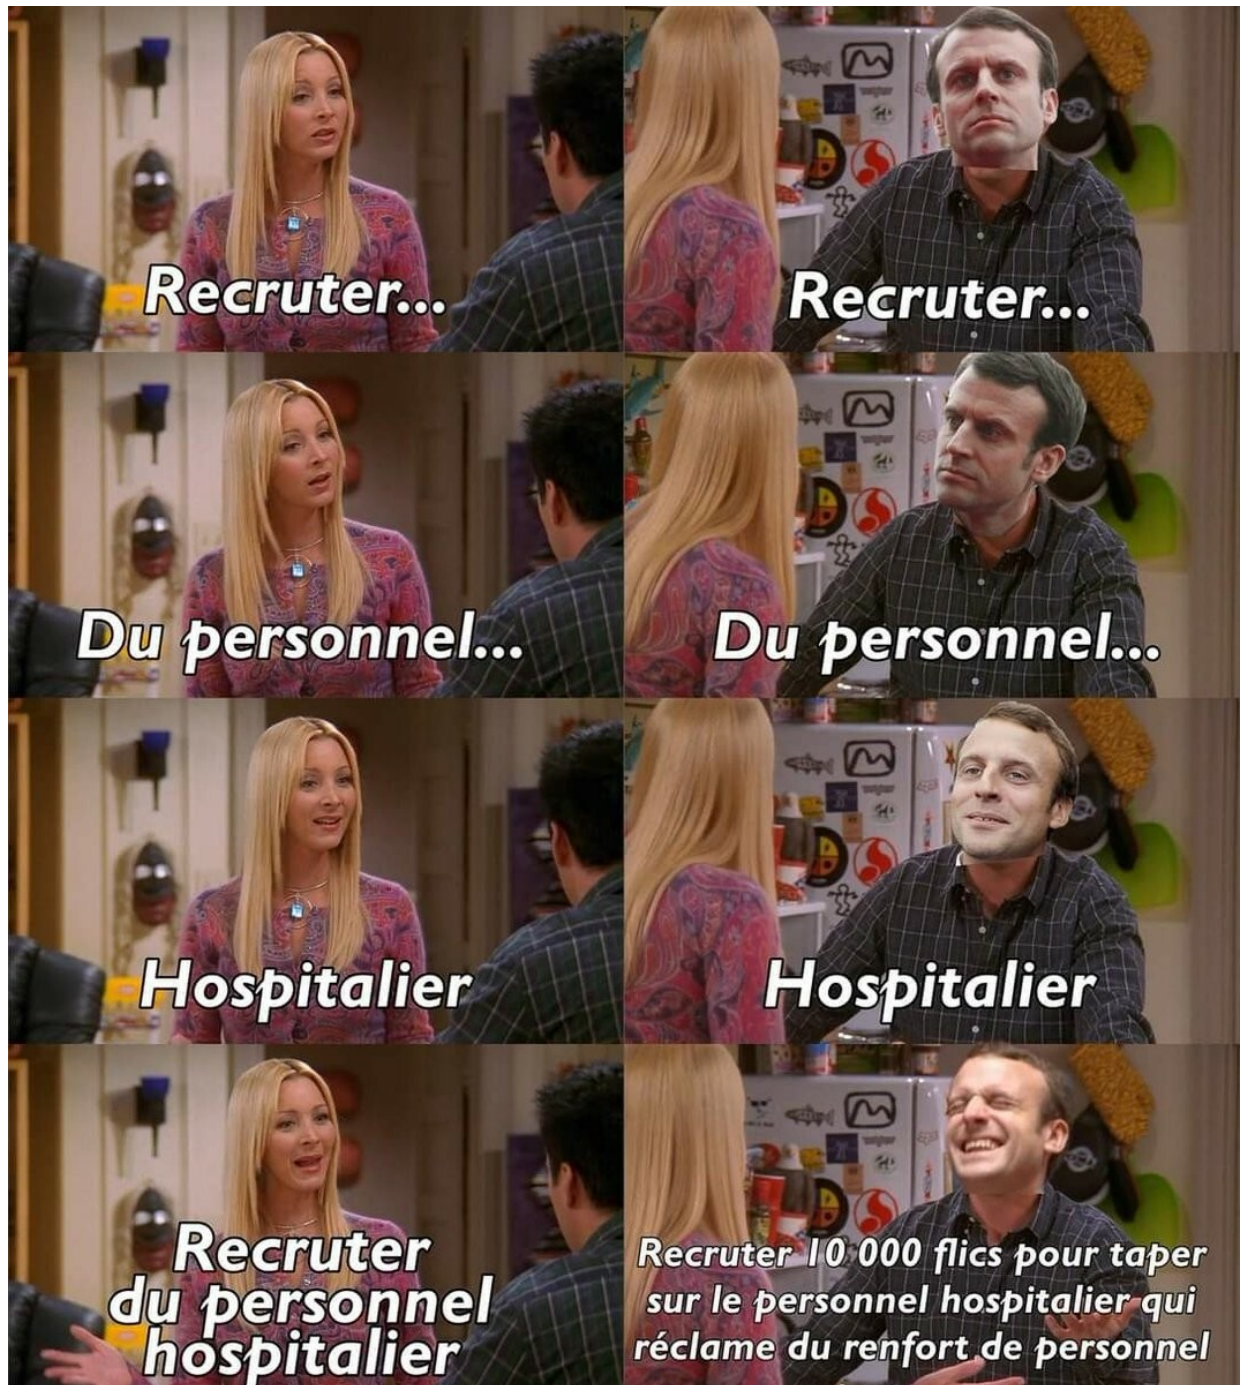 Recruter...
Recruter...
Du personnel...
Du personnel...
Hospitalier
Hospitalier
Recruter
du personnel
hospitalier
Recruter 10 000 flics pour taper
sur le personnel hospitalier qui
réclame du renfort de personnel